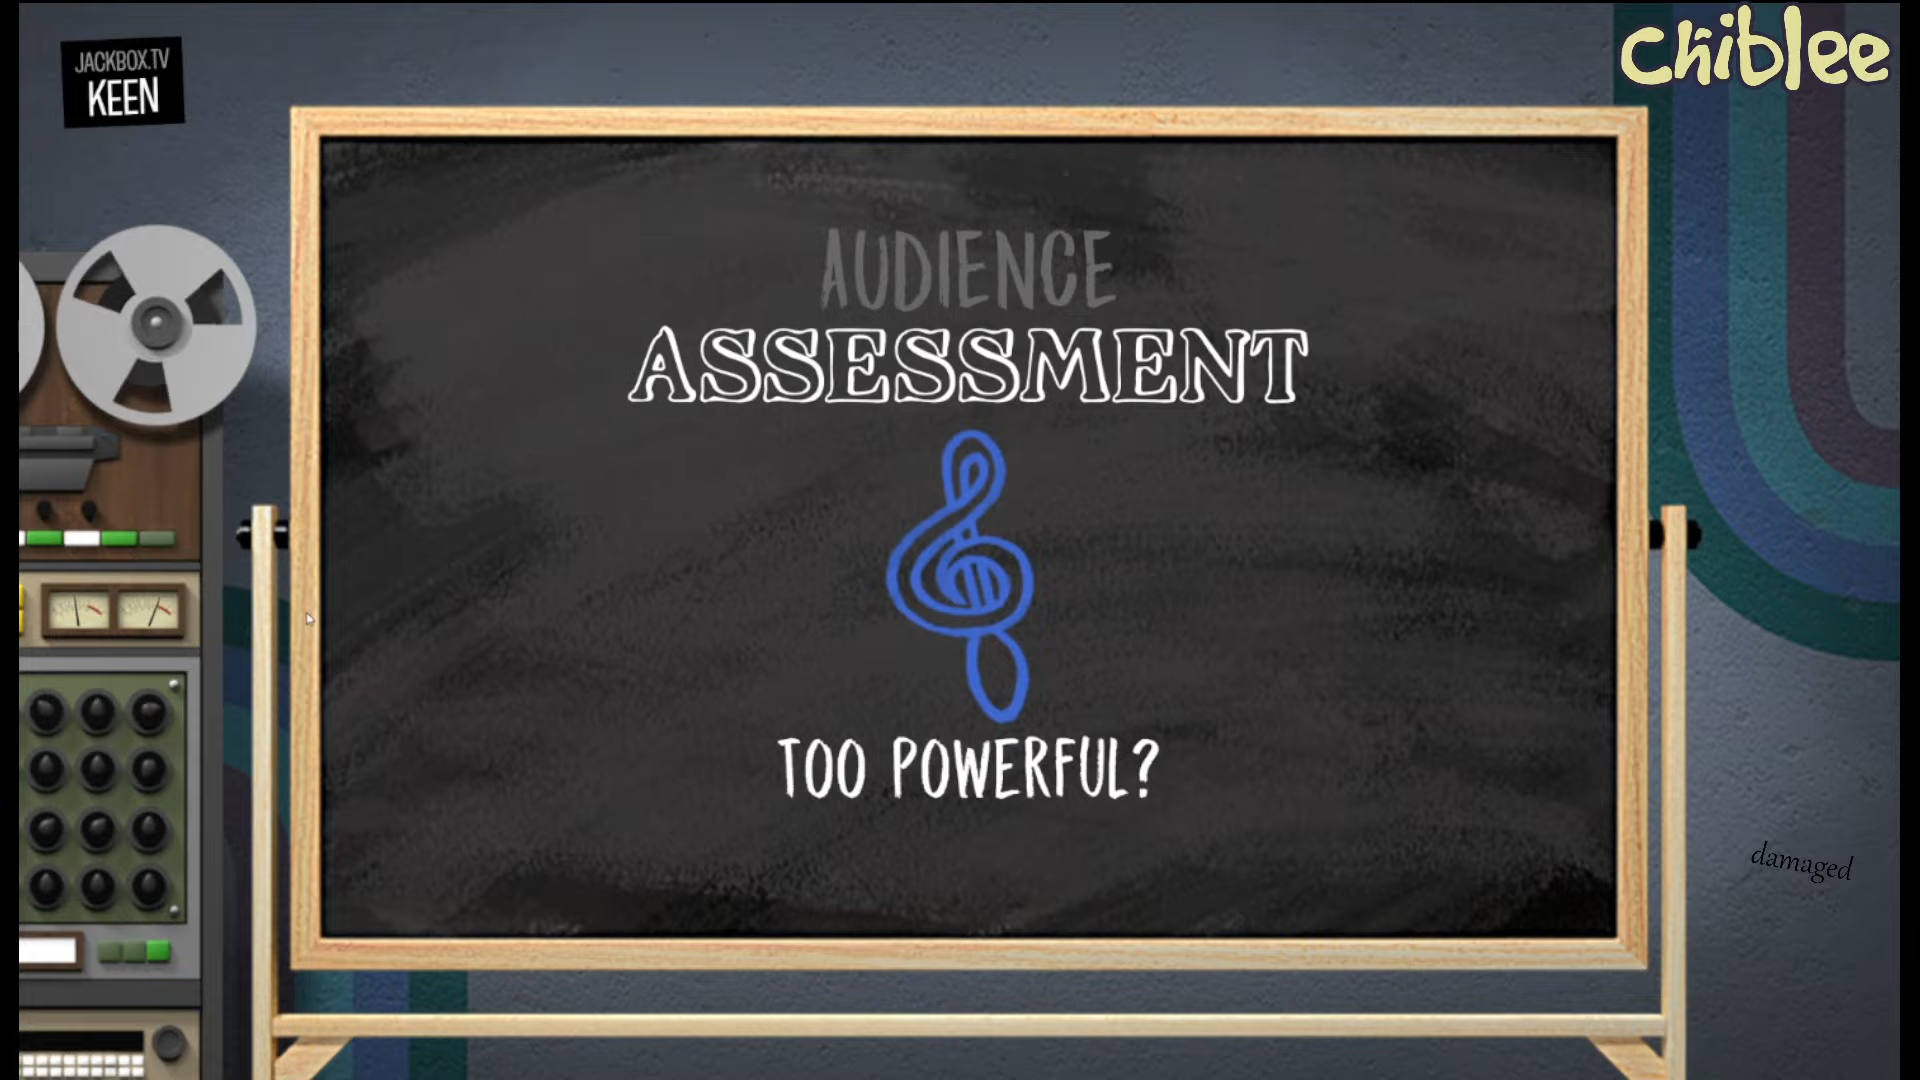 JACKBOX.TV
KEEN
Chiblee
AUDIENCE
ASSESSMENT
TOO POWERFUL?
damaged